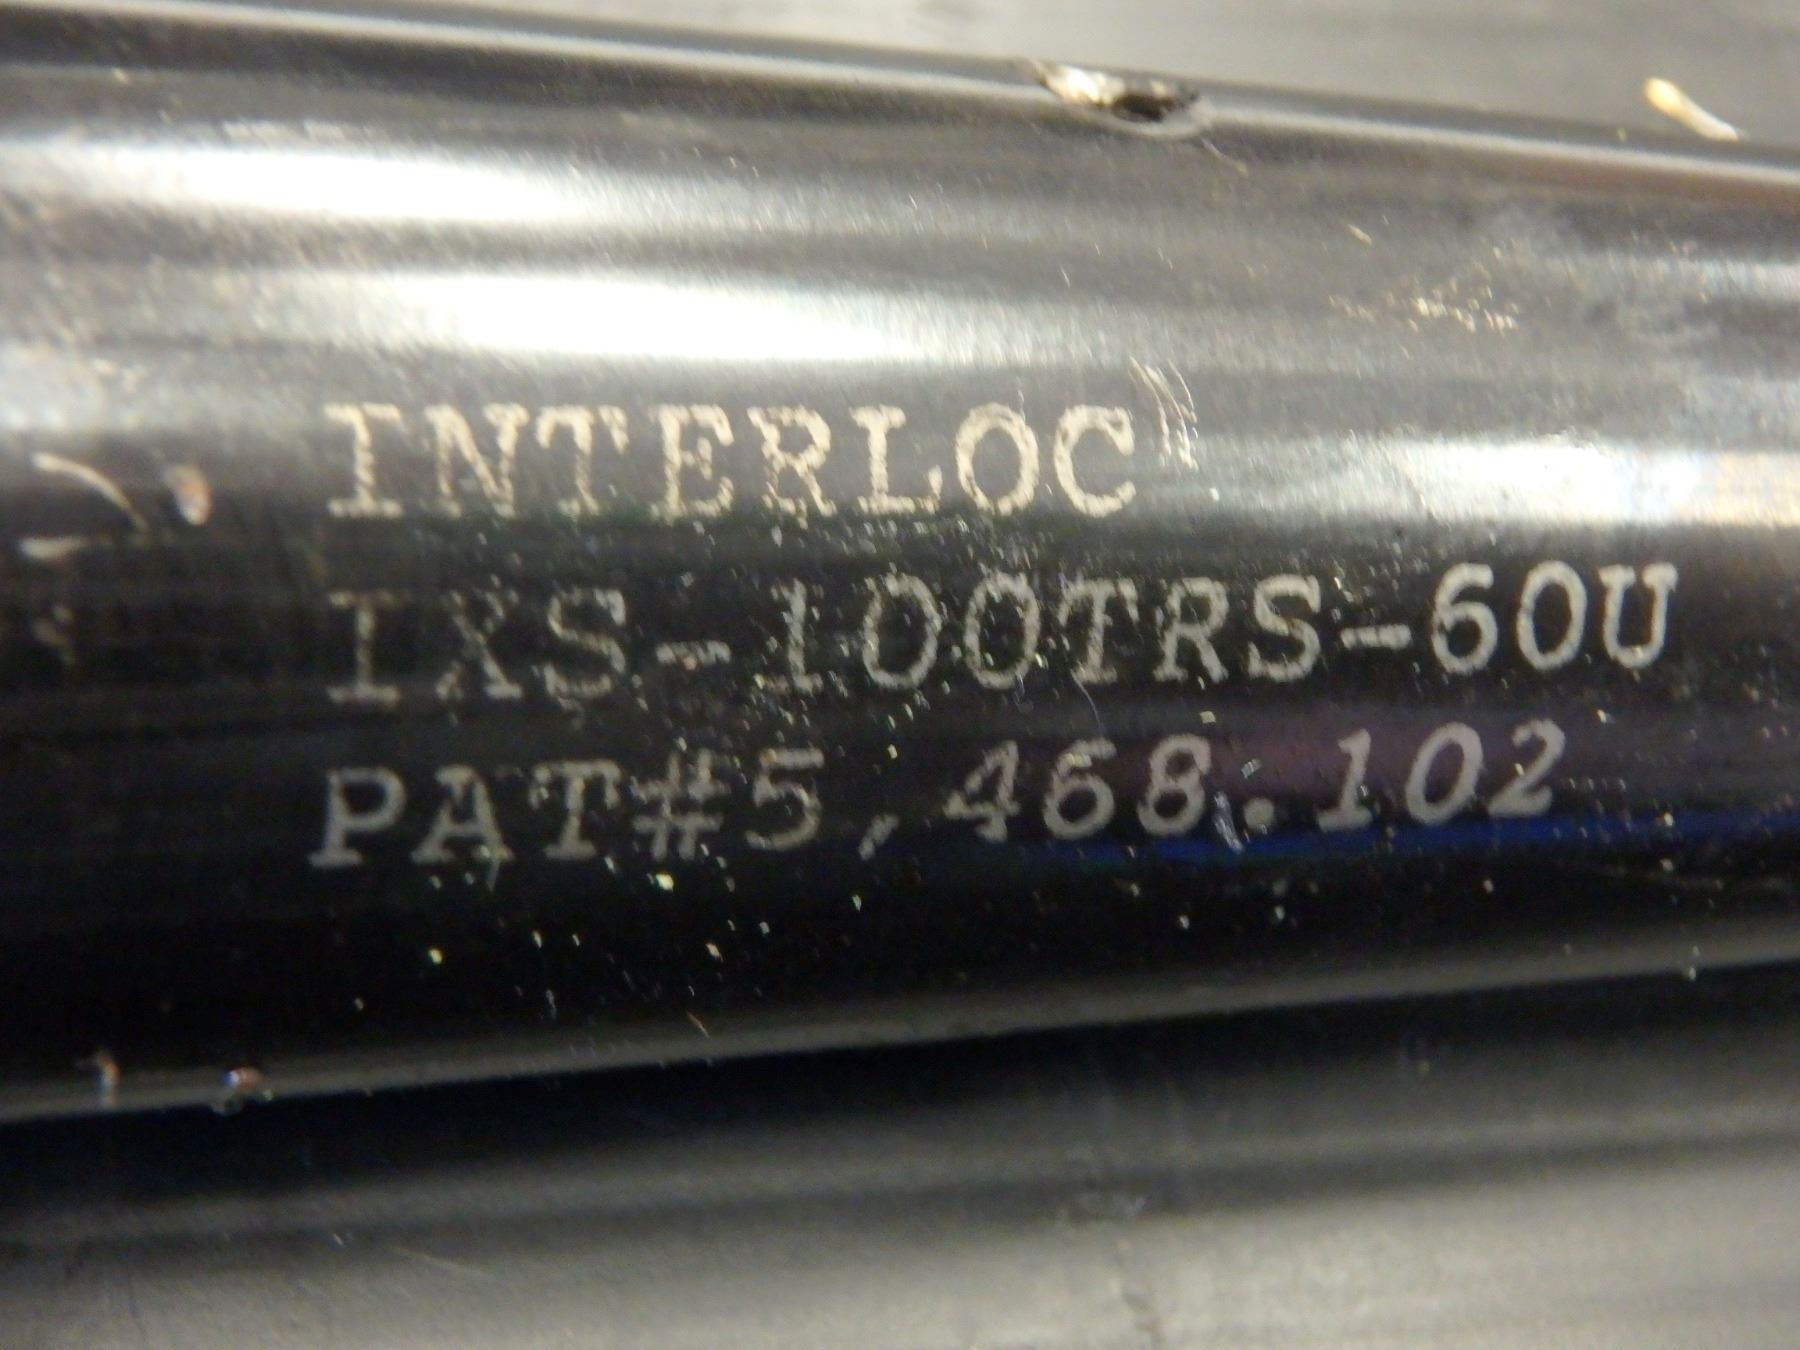 INTERLOC
IXS-100TRS-60U
PAT#5,468.102